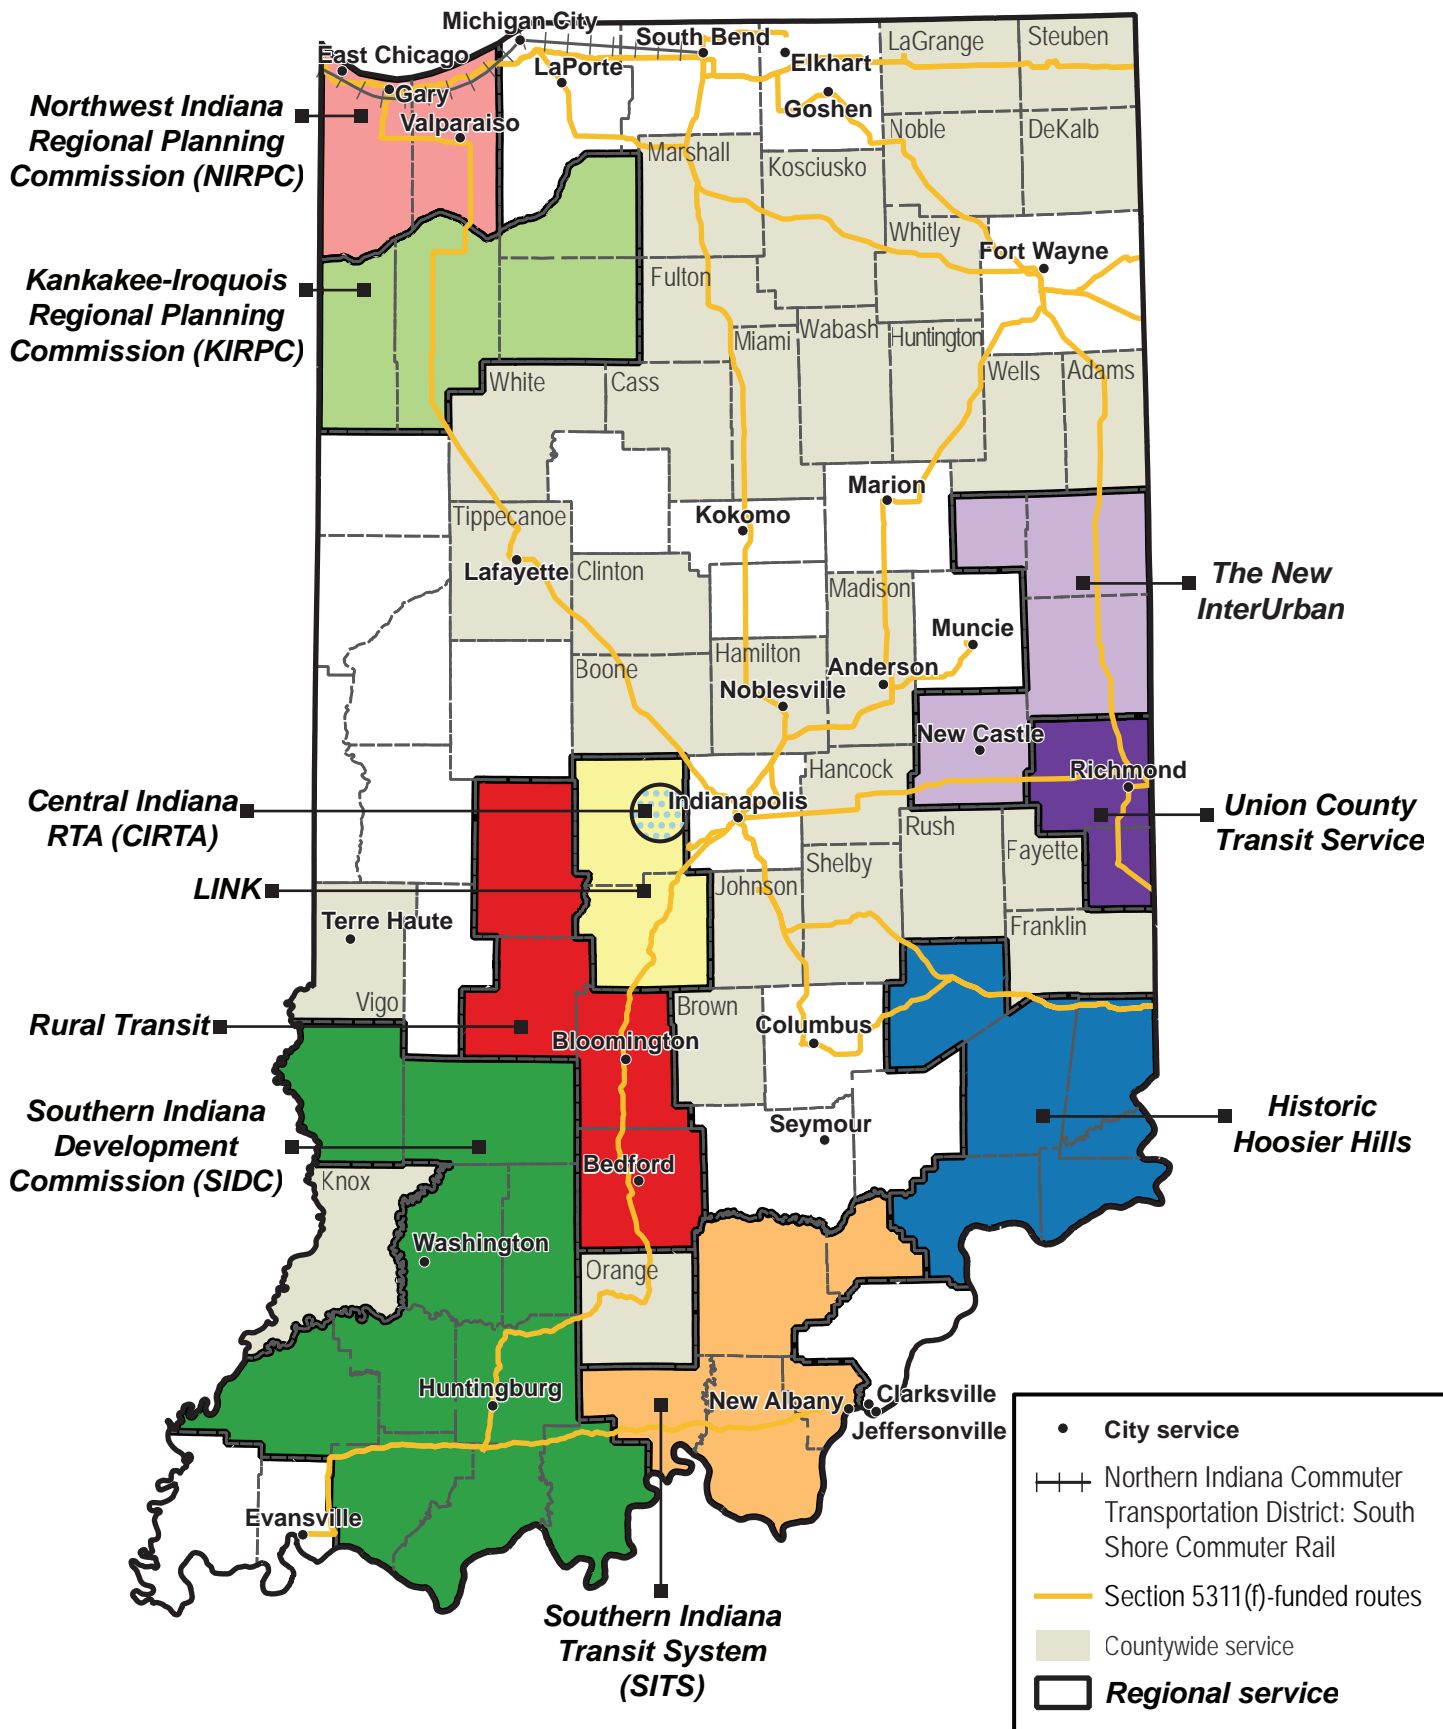 Michigan City
South Bend
East Chicago
LaPorte
Elkhart
LaGrange
Steuben
Gary
Goshen
Valparaiso
Northwest Indiana
Regional Planning
Commission (NIRPC)
Noble
DeKalb
Marshall
Kosciusko
Whitley
Fort Wayne
Kankakee-Iroquois
Regional Planning
Commission (KIRPC)
Fulton
Miami
Wabash
Huntington
Wells
Adams
White
Cass
Marion
Kokomo
Tippecanoe
Lafayette
Clinton
Madison
The New
InterUrban
Muncie
Boone
Hamilton
Anderson
Noblesville
New Castle
Hancock
Richmond
Central Indiana
RTA (CIRTA)
Indianapolis
Union County
Transit Service
Rush
Fayette
Shelby
LINK
Johnson
Terre Haute
Franklin
Vigo
Brown
Rural Transit
Columbus
Bloomington
Southern Indiana
Development
Commission (SIDC)
Historic
Hoosier Hills
Seymour
Bedford
Knox
Washington
Orange
Huntingburg
New Albany
Clarksville
Jeffersonville
Evansville
Southern Indiana
Transit System
(SITS)
City service
Northern Indiana Commuter
Transportation District: South
Shore Commuter Rail
Section 5311(f)-funded routes
Countywide service
Regional service